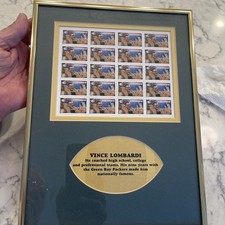 VINCE LOMBARDI
He coached high school, college
and professional teams. His nine years with
the Green Bay Packers made him
nationally famous.